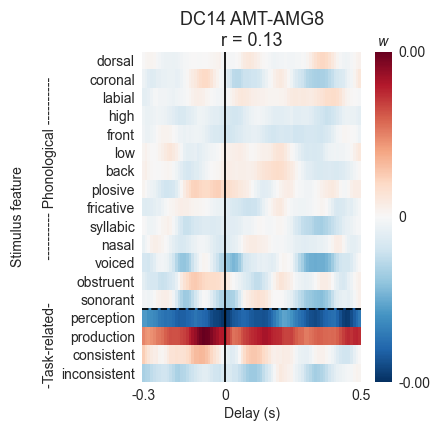 DC14 AMT-AMG8
r = 0.13
w
Stimulus feature
---------- Phonological ----------
-Task-related-
dorsal
coronal
labial
high
front
low
back
plosive
fricative
syllabic
nasal
voiced
obstruent
sonorant
perception
production
consistent
inconsistent
-0.3
0
0.5
Delay (s)
0.00
0
-0.00